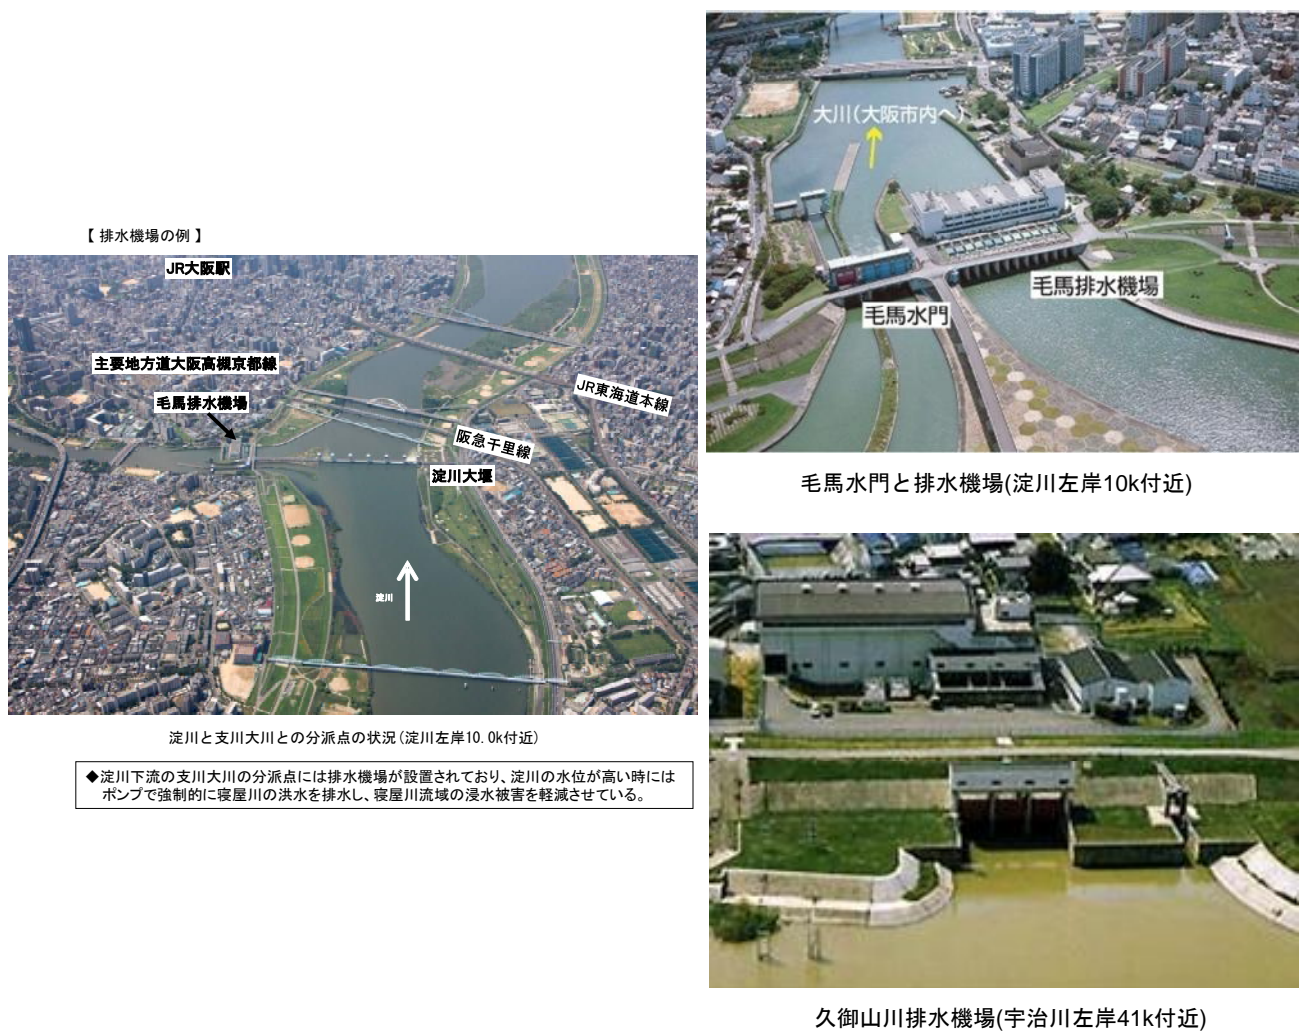 【 排水機場の例 】
JR大阪駅
主要地方道大阪高槻京都線
毛馬排水機場
JR東海道本線
阪急千里線
淀川大堰
淀川
淀川と支川大川との分派点の状況(淀川左岸10.0k付近)
◆淀川下流の支川大川の分派点には排水機場が設置されており、淀川の水位が高い時には
ポンプで強制的に寝屋川の洪水を排水し、寝屋川流域の浸水被害を軽減させている。
大川(大阪市内へ)
毛馬排水機場
毛馬水門
毛馬水門と排水機場(淀川左岸10k付近)
久御山川排水機場(宇治川左岸41k付近)